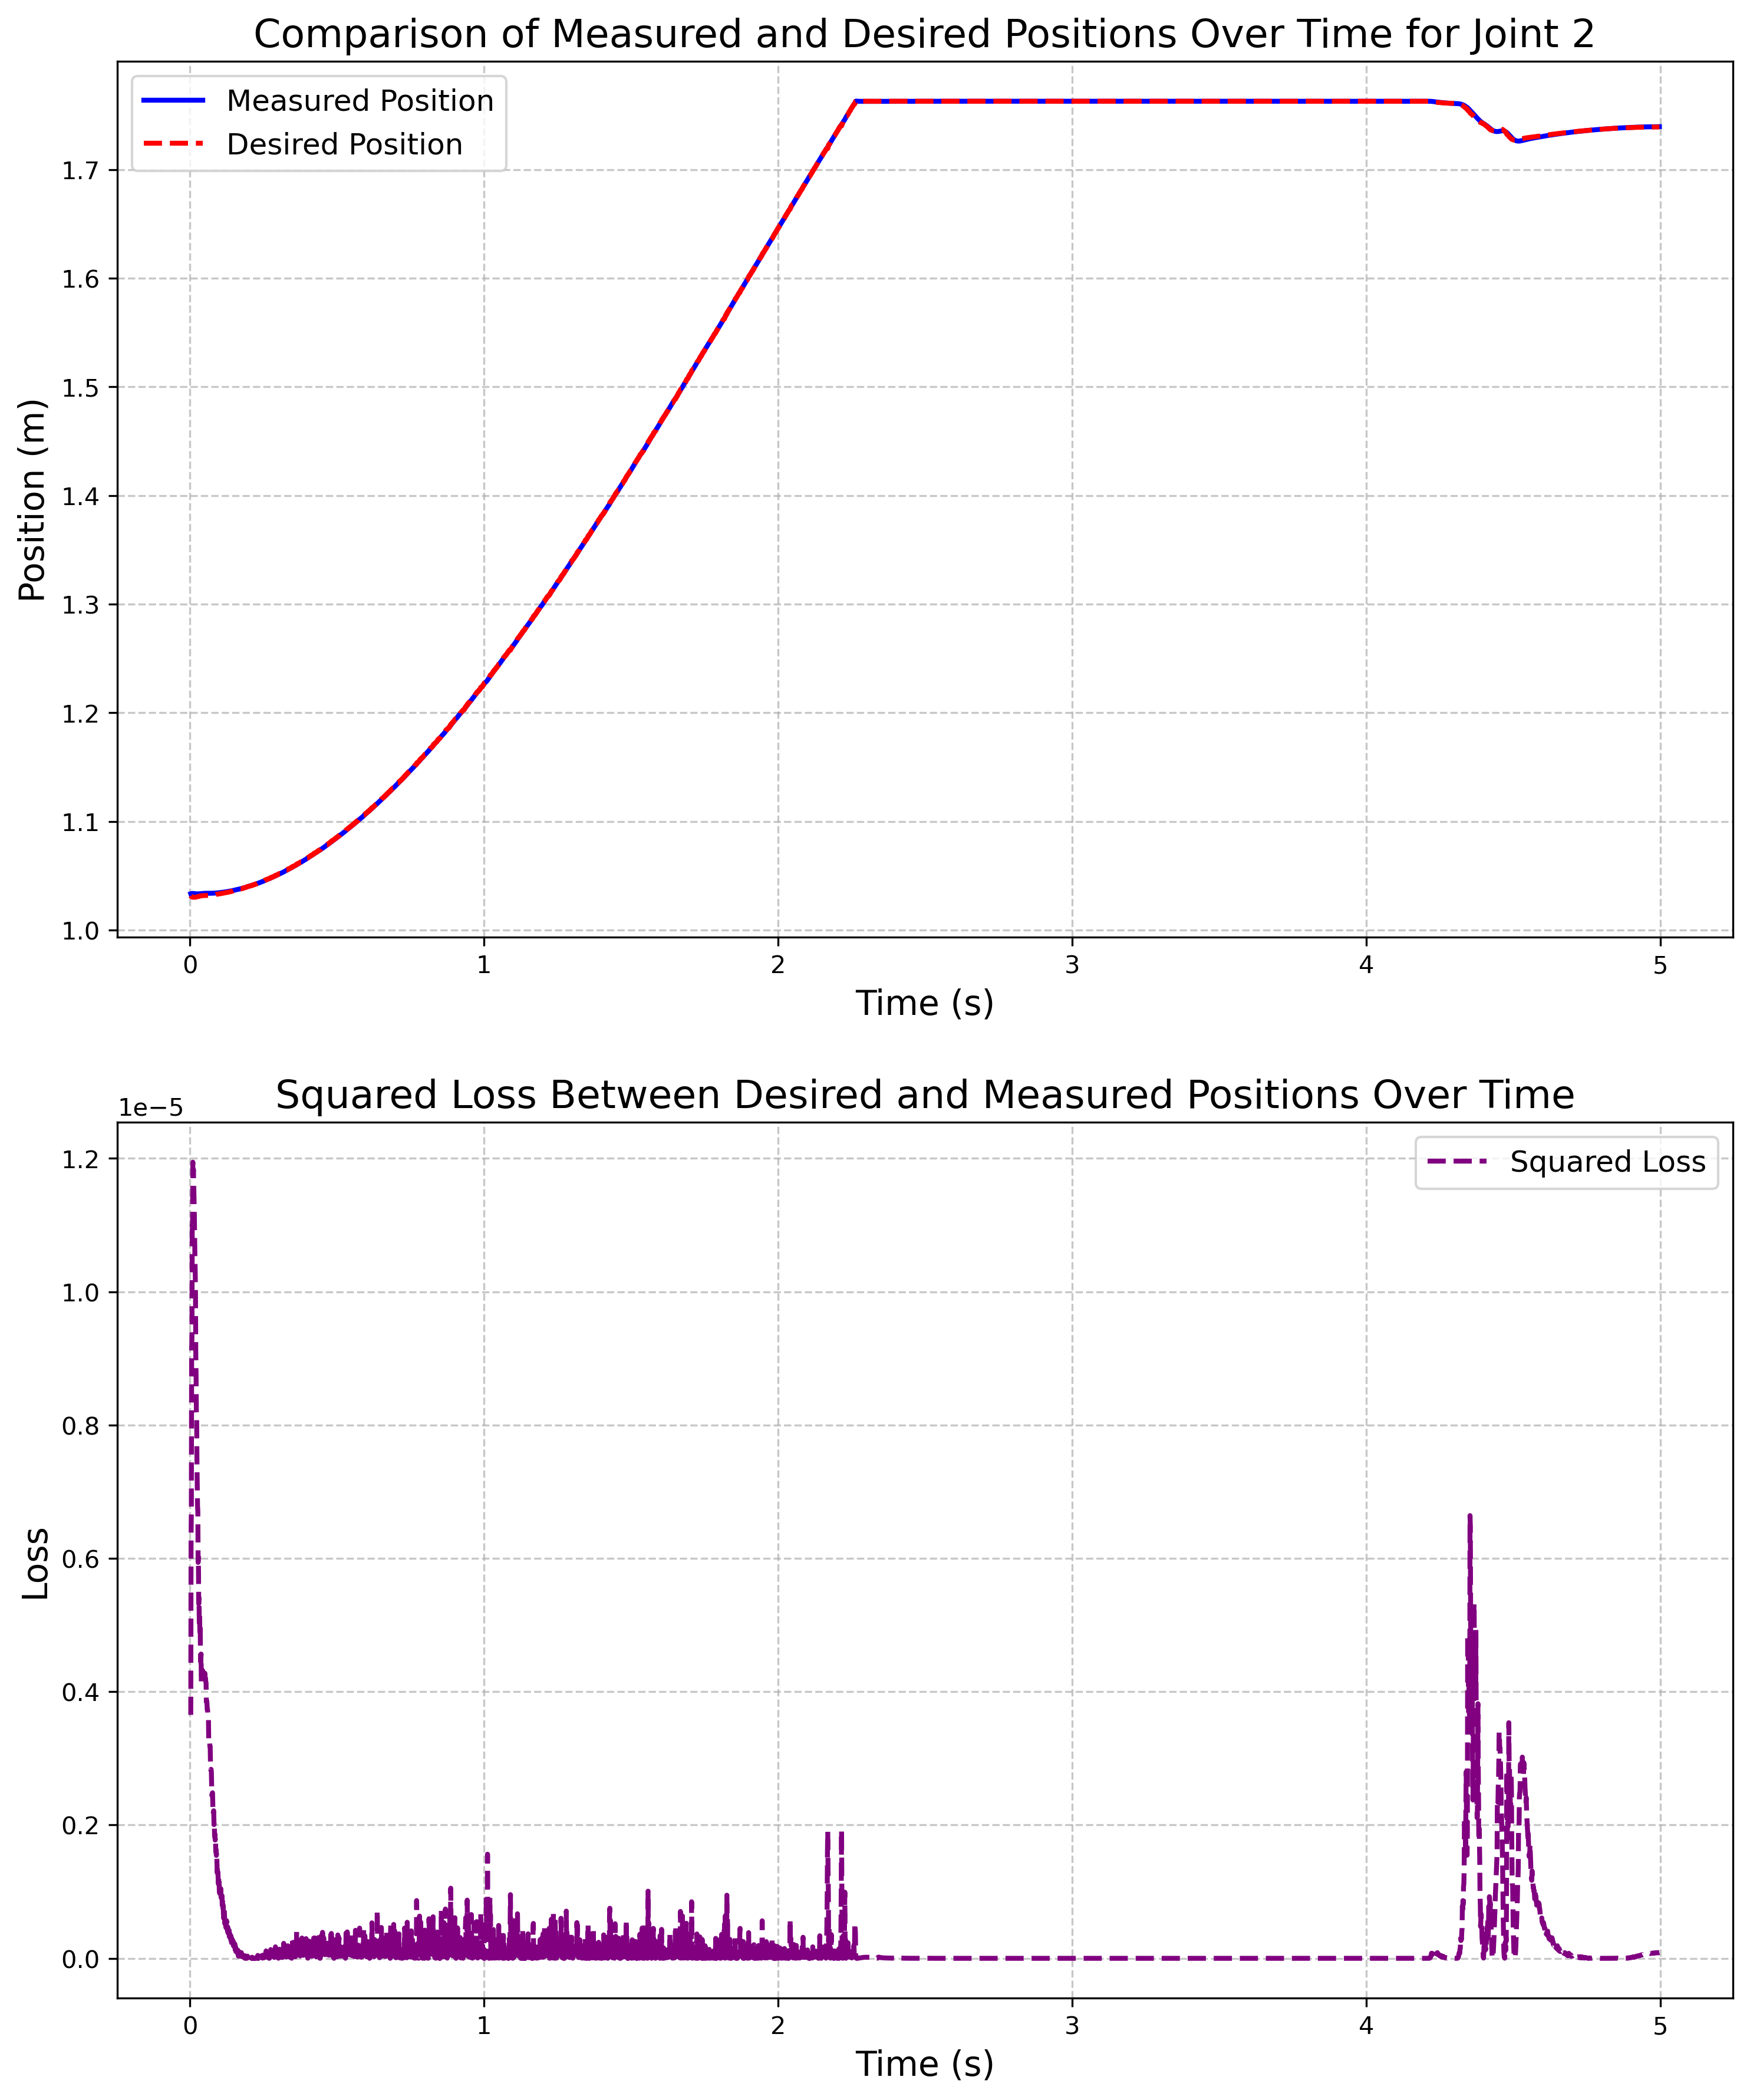 Comparison of Measured and Desired Positions Over Time for Joint 2
Measured Position
Desired Position
Position (m)
1.7
1.6
1.5
1.4
1.3
1.2
1.1
1.0
0 1 2 3 4 5
Time (s)
Squared Loss Between Desired and Measured Positions Over Time
1e−5
Squared Loss
Loss
1.2
1.0
0.8
0.6
0.4
0.2
0.0
0 1 2 3 4 5
Time (s)